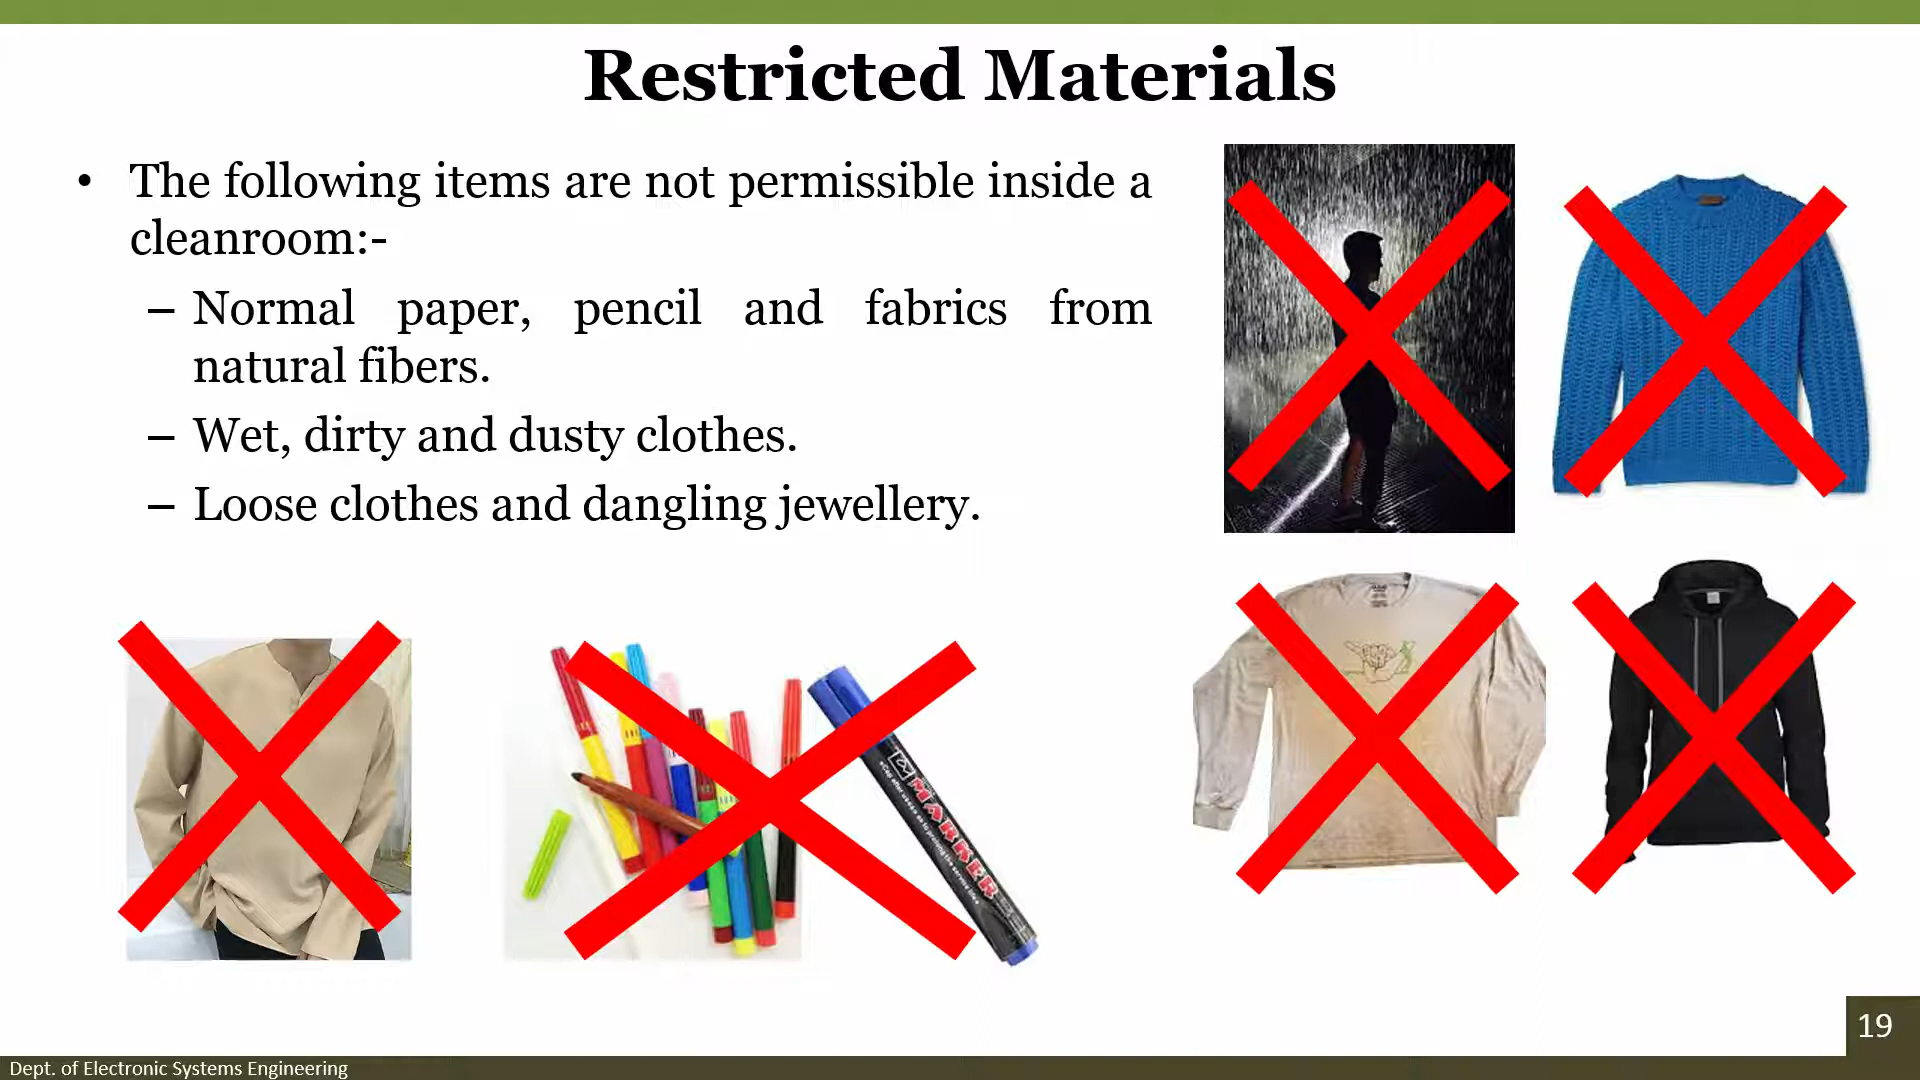 Restricted Materials
• The following items are not permissible inside a
cleanroom:-
– Normal paper, pencil and fabrics from
natural fibers.
– Wet, dirty and dusty clothes.
– Loose clothes and dangling jewellery.
MARKER
19
Dept. of Electronic Systems Engineering